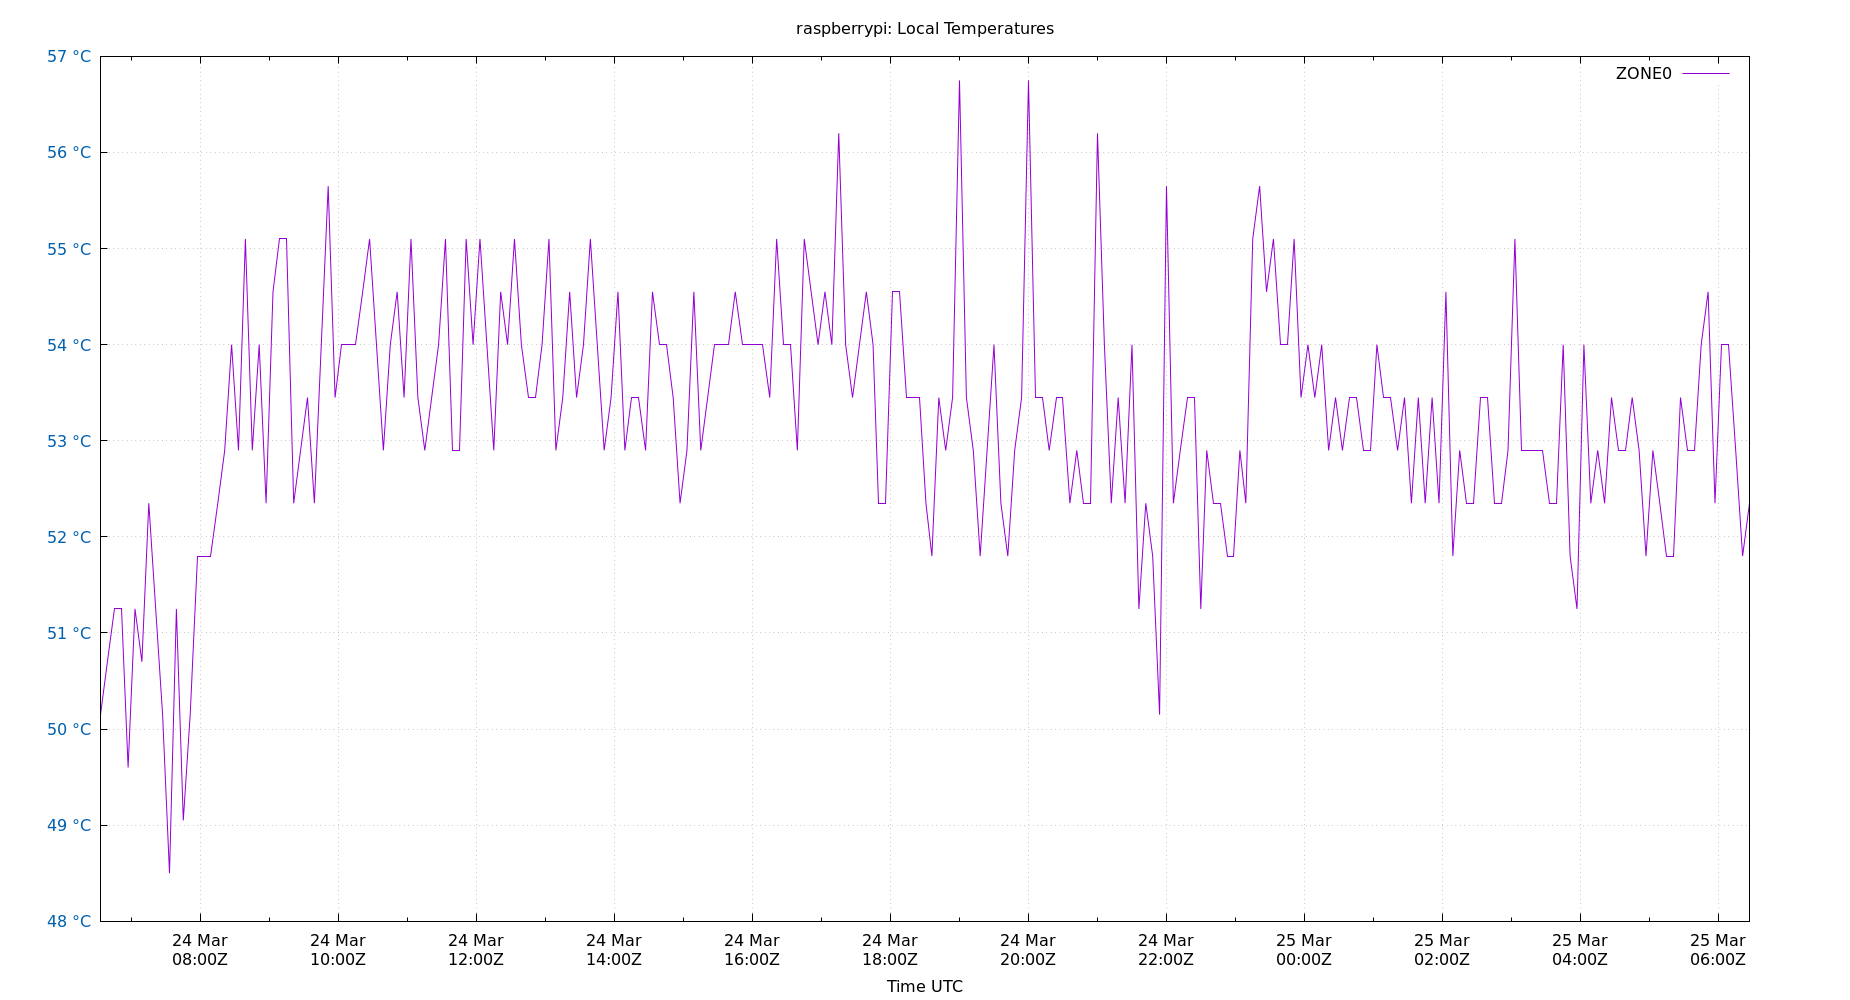 raspberrypi: Local Temperatures
57 °C
ZONE0
56 °C
55 °C
54 °C
53 °C
52 °C
51 °C
50 °C
49 °C
48 °C
24 Mar 24 Mar 24 Mar 24 Mar 24 Mar 24 Mar 24 Mar 24 Mar 25 Mar 25 Mar 25 Mar 25 Mar
08:00Z 10:00Z 12:00Z 14:00Z 16:00Z 18:00Z 20:00Z 22:00Z 00:00Z 02:00Z 04:00Z 06:00Z
Time UTC